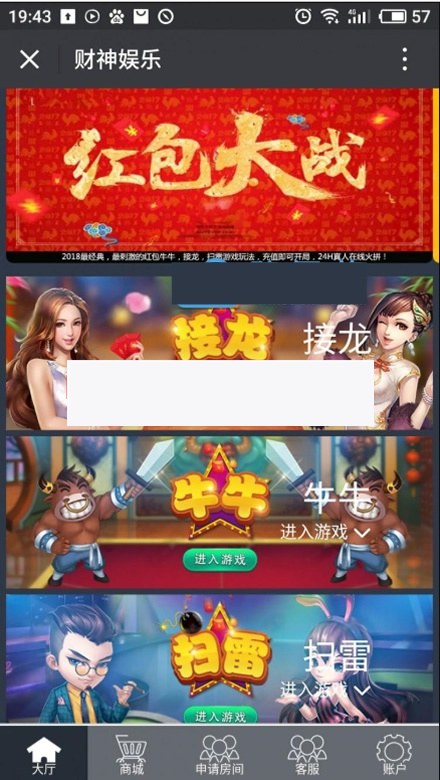 19:43
4G
57
财神娱乐
红包大战
2018最经典，最刺激的红包牛牛，接龙，扫雷游戏玩法，充值即可开局，24H真人在线火拼！
接龙
接龙
牛牛
牛牛
进入游戏
进入游戏
扫雷
扫雷
进入游戏
进入游戏
大厅
商城
申请房间
客服
账户